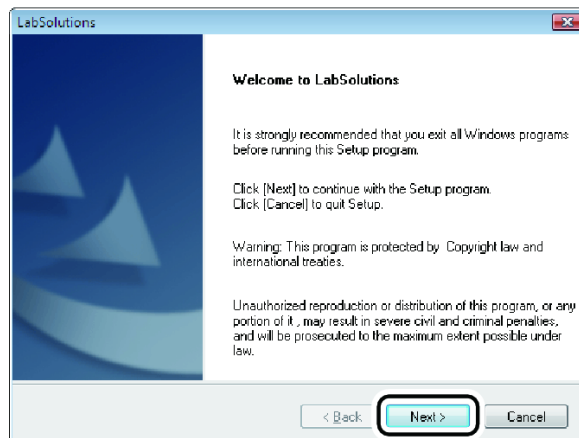 LabSolutions
Welcome to LabSolutions
It is strongly recommended that you exit all Windows programs
before running this Setup program.
Click [Next] to continue with the Setup program.
Click [Cancel] to quit Setup.
Warning: This program is protected by Copyright law and
international treaties.
Unauthorized reproduction or distribution of this program, or any
portion of it , may result in severe civil and criminal penalties,
and will be prosecuted to the maximum extent possible under
law.
< Back Next > Cancel